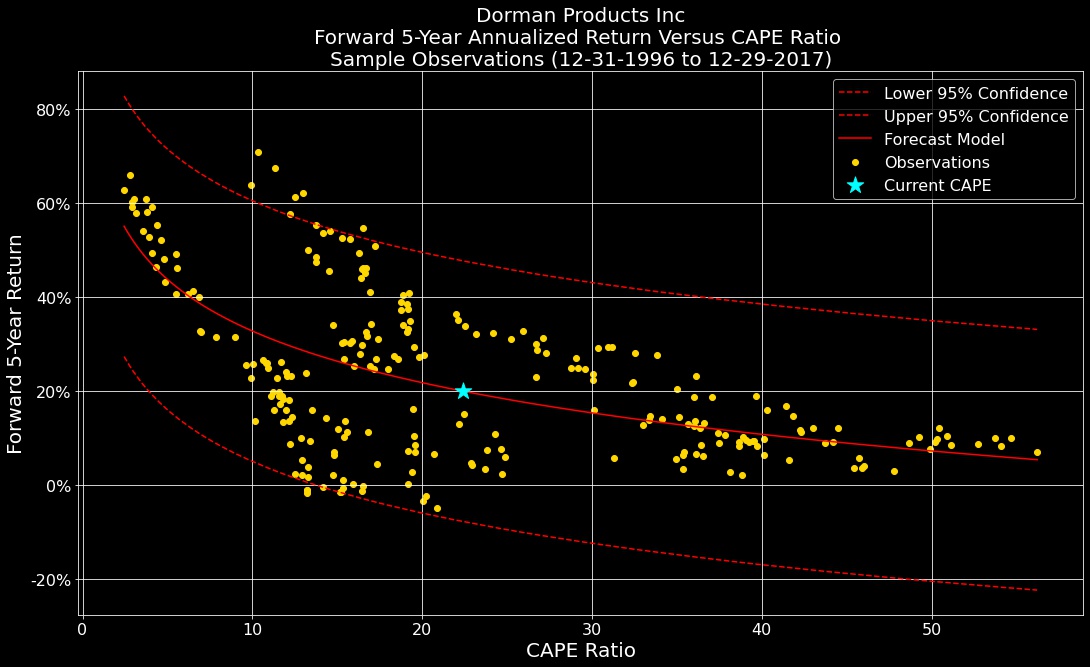 Dorman Products Inc
Forward 5-Year Annualized Return Versus CAPE Ratio
Sample Observations (12-31-1996 to 12-29-2017)
Lower 95% Confidence
Upper 95% Confidence
Forecast Model
Observations
Current CAPE
Forward 5-Year Return
80%
60%
40%
20%
0%
-20%
0 10 20 30 40 50
CAPE Ratio